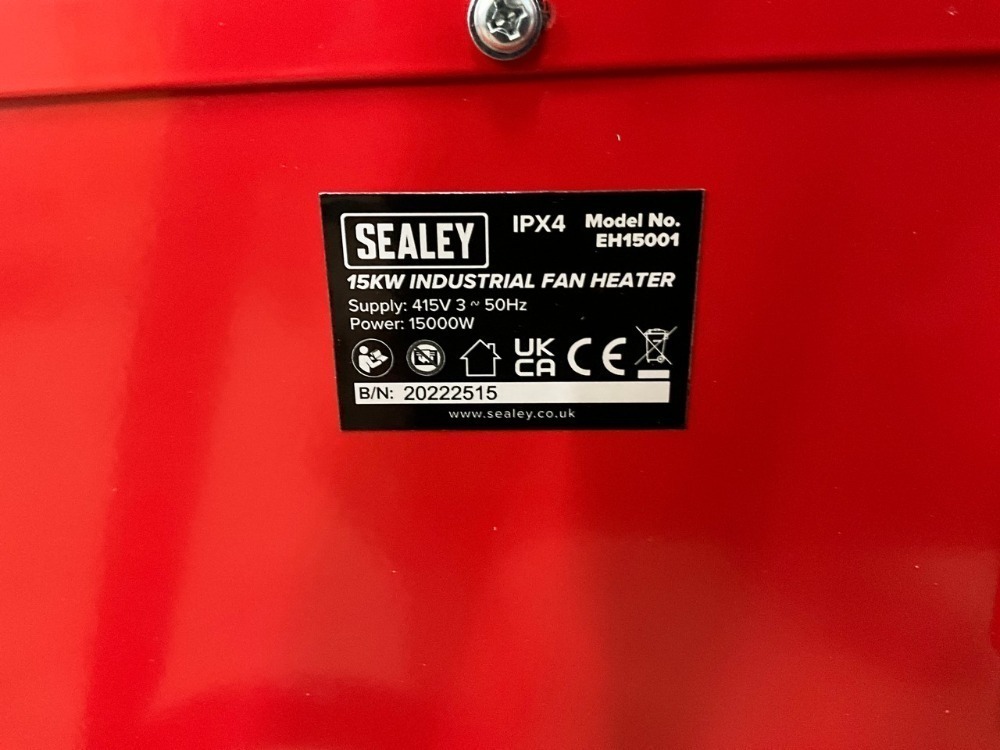 SEALEY
IPX4
Model No.
EH15001
15KW INDUSTRIAL FAN HEATER
Supply: 415V 3 ~ 50Hz
Power: 15000W
UK
CA
CE
B/N: 20222515
www.sealey.co.uk